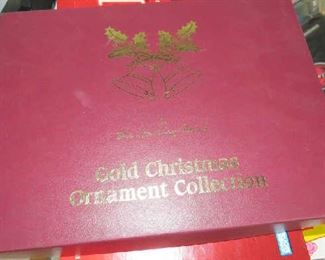 Gold Christmas
Ornament Collection